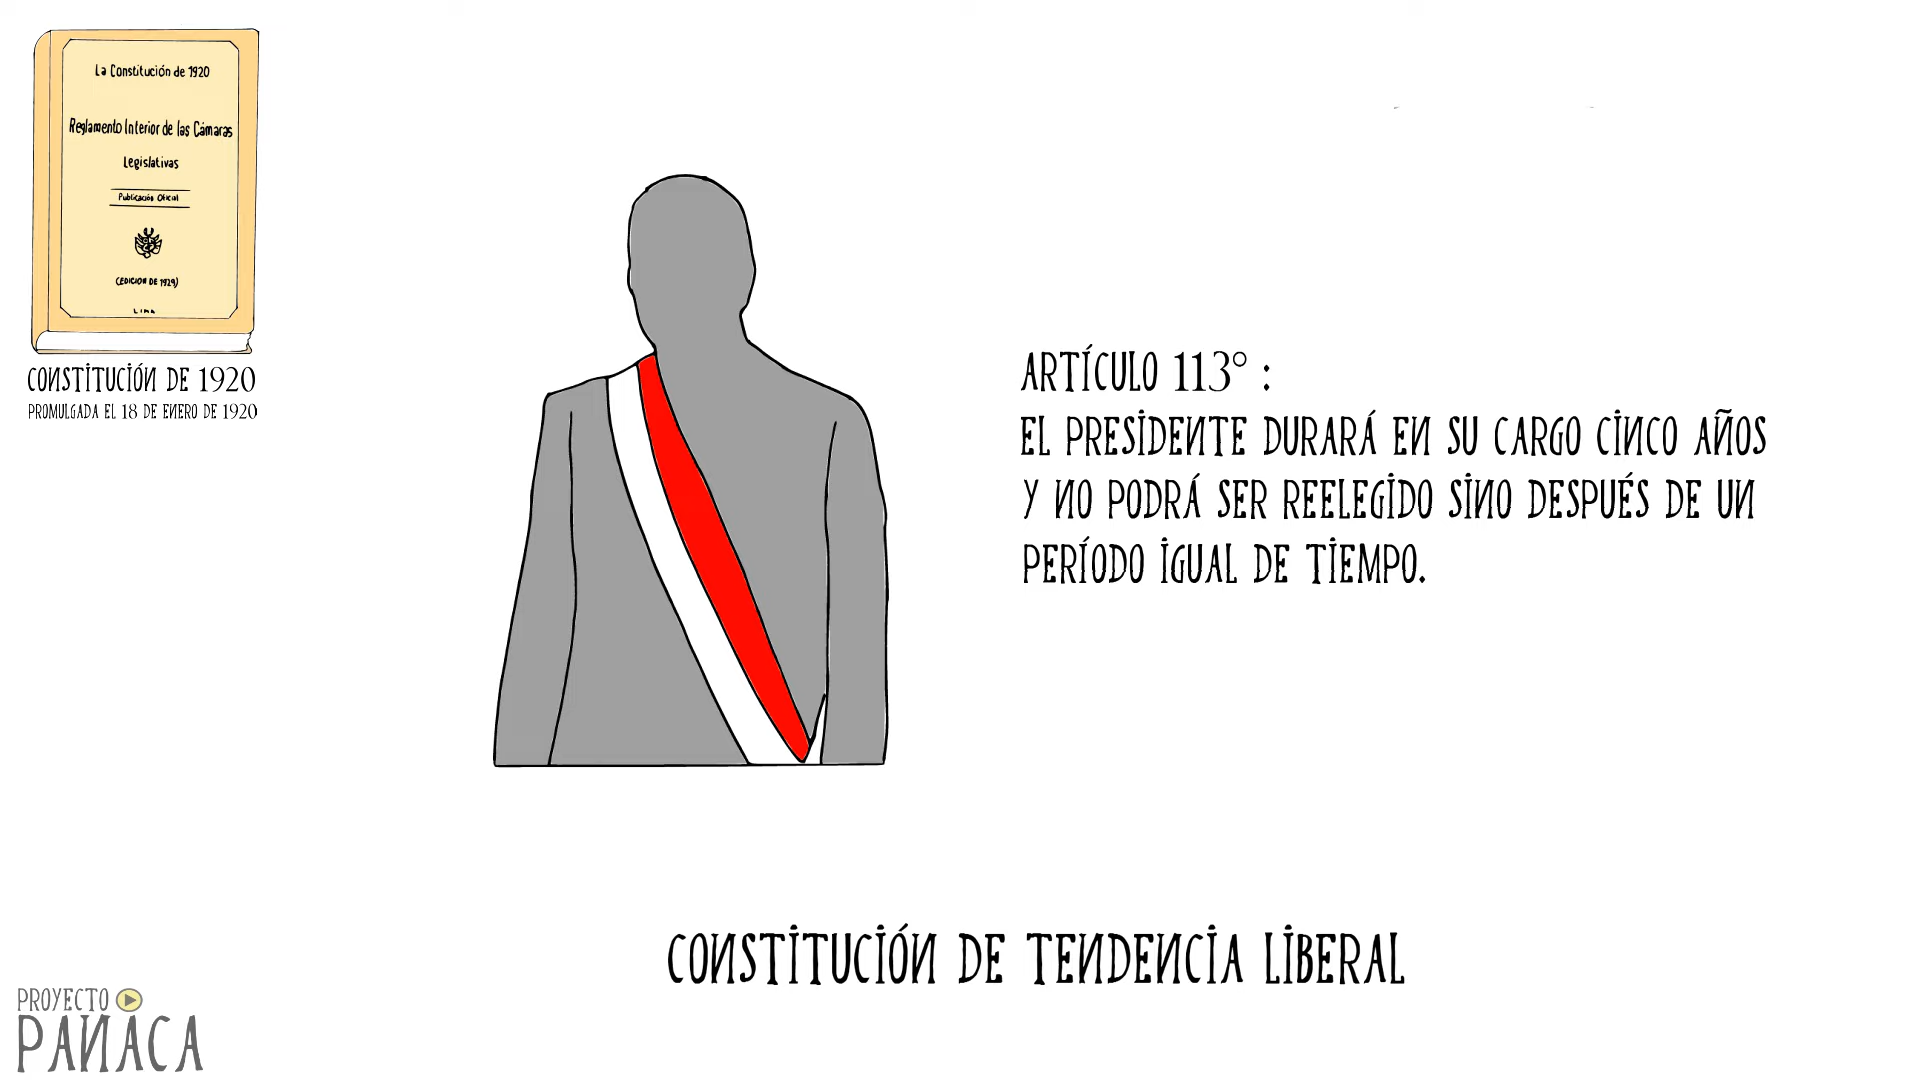 La Constitución de 1920
Reglamento Interior de las Cámaras
Legislativas
Publicación Oficial
(EDICION DE 1929)
LIMA
CONSTITUCIÓN DE 1920
PROMULGADA EL 18 DE ENERO DE 1920
ARTÍCULO 113° :
EL PRESIDENTE DURARÁ EN SU CARGO CINCO AÑOS
Y NO PODRÁ SER REELEGIDO SINO DESPUÉS DE UN
PERÍODO IGUAL DE TIEMPO.
CONSTITUCIÓN DE TENDENCIA LIBERAL
PROYECTO
PANACA